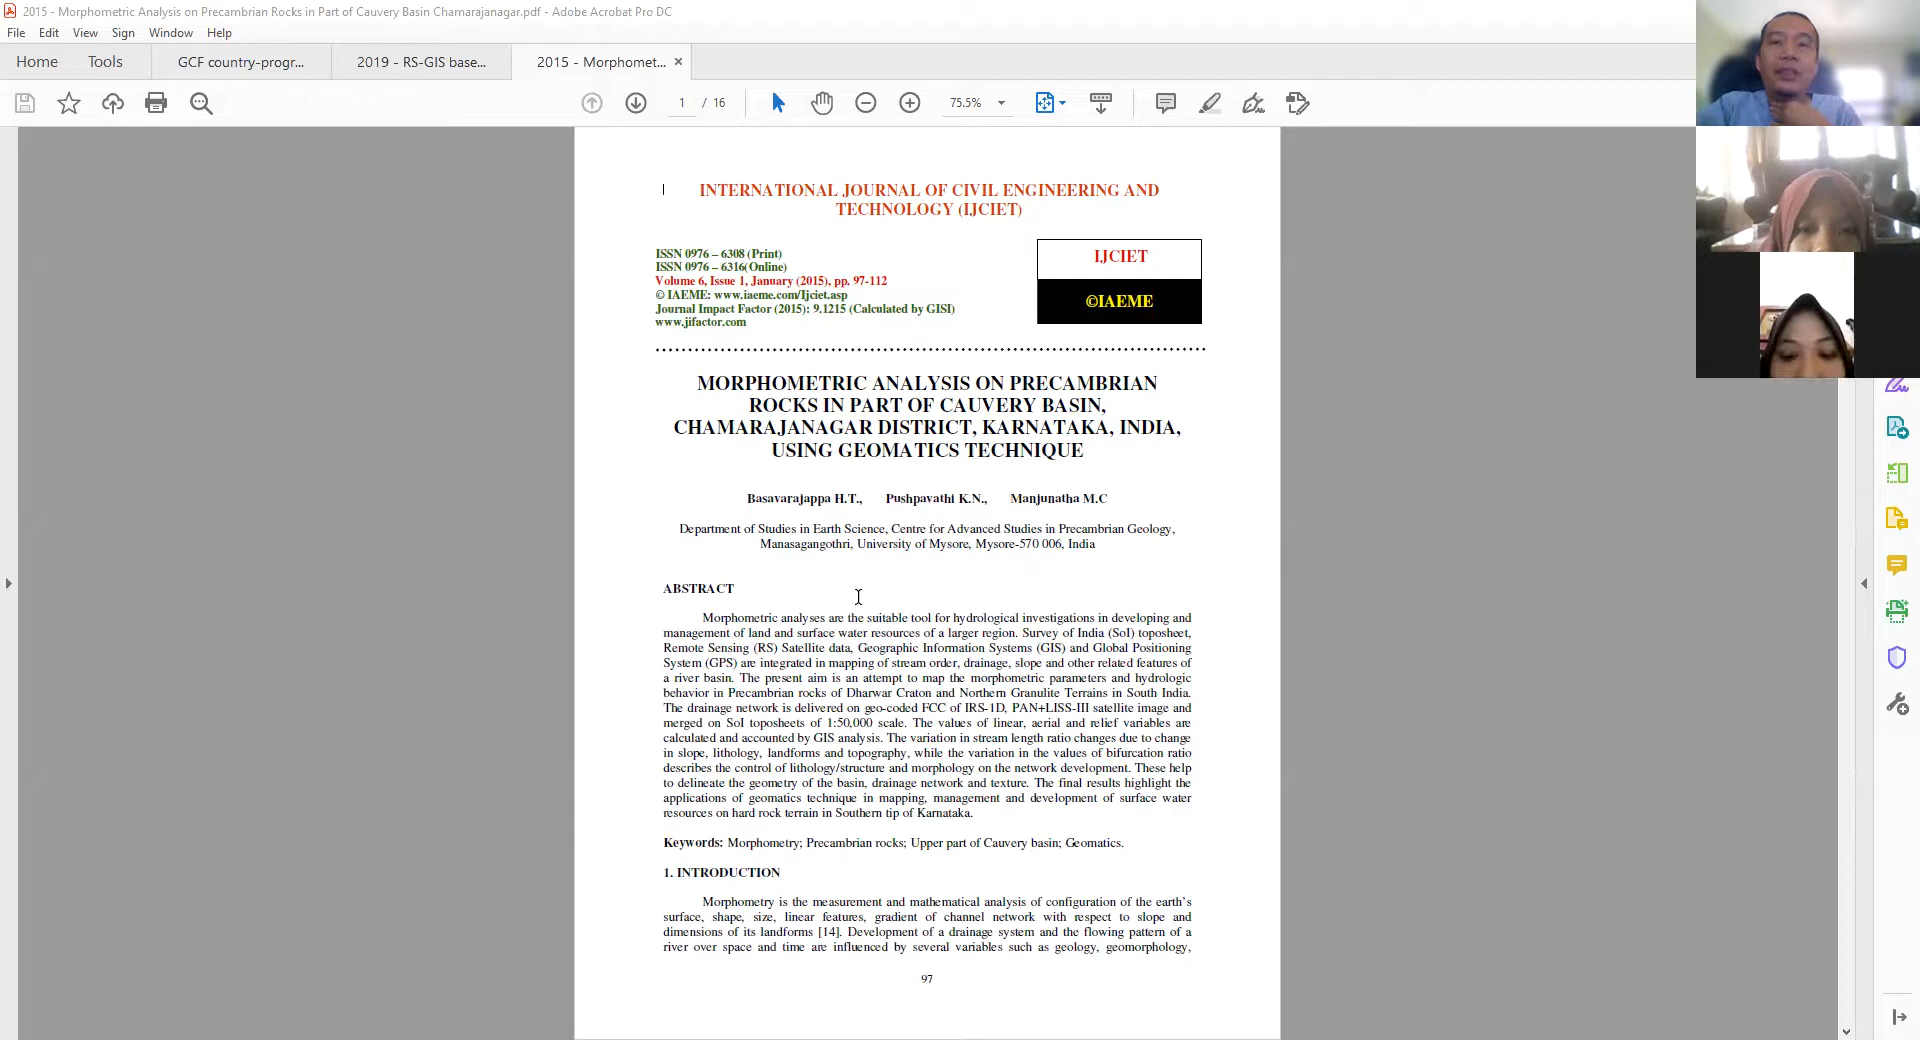 2015 - Morphometric Analysis on Precambrian Rocks in Part of Cauvery Basin Chamarajanagar.pdf - Adobe Acrobat Pro DC
File Edit View Sign Window Help
Home Tools GCF country-progr... 2019 - RS-GIS base... 2015 - Morphomet... ×
1 / 16 75.5%
INTERNATIONAL JOURNAL OF CIVIL ENGINEERING AND
TECHNOLOGY (IJCIET)
ISSN 0976 – 6308 (Print)
ISSN 0976 – 6316(Online)
Volume 6, Issue 1, January (2015), pp. 97-112
© IAEME: www.iaeme.com/Ijciet.asp
Journal Impact Factor (2015): 9.1215 (Calculated by GISI)
www.jifactor.com
IJCIET
©IAEME
MORPHOMETRIC ANALYSIS ON PRECAMBRIAN
ROCKS IN PART OF CAUVERY BASIN,
CHAMARAJANAGAR DISTRICT, KARNATAKA, INDIA,
USING GEOMATICS TECHNIQUE
Basavarajappa H.T., Pushpavathi K.N., Manjunatha M.C
Department of Studies in Earth Science, Centre for Advanced Studies in Precambrian Geology,
Manasagangothri, University of Mysore, Mysore-570 006, India
ABSTRACT
Morphometric analyses are the suitable tool for hydrological investigations in developing and
management of land and surface water resources of a larger region. Survey of India (SoI) toposheet,
Remote Sensing (RS) Satellite data, Geographic Information Systems (GIS) and Global Positioning
System (GPS) are integrated in mapping of stream order, drainage, slope and other related features of
a river basin. The present aim is an attempt to map the morphometric parameters and hydrologic
behavior in Precambrian rocks of Dharwar Craton and Northern Granulite Terrains in South India.
The drainage network is delivered on geo-coded FCC of IRS-1D, PAN+LISS-III satellite image and
merged on SoI toposheets of 1:50,000 scale. The values of linear, aerial and relief variables are
calculated and accounted by GIS analysis. The variation in stream length ratio changes due to change
in slope, lithology, landforms and topography, while the variation in the values of bifurcation ratio
describes the control of lithology/structure and morphology on the network development. These help
to delineate the geometry of the basin, drainage network and texture. The final results highlight the
applications of geomatics technique in mapping, management and development of surface water
resources on hard rock terrain in Southern tip of Karnataka.
Keywords: Morphometry; Precambrian rocks; Upper part of Cauvery basin; Geomatics.
1. INTRODUCTION
Morphometry is the measurement and mathematical analysis of configuration of the earth’s
surface, shape, size, linear features, gradient of channel network with respect to slope and
dimensions of its landforms [14]. Development of a drainage system and the flowing pattern of a
river over space and time are influenced by several variables such as geology, geomorphology,
97